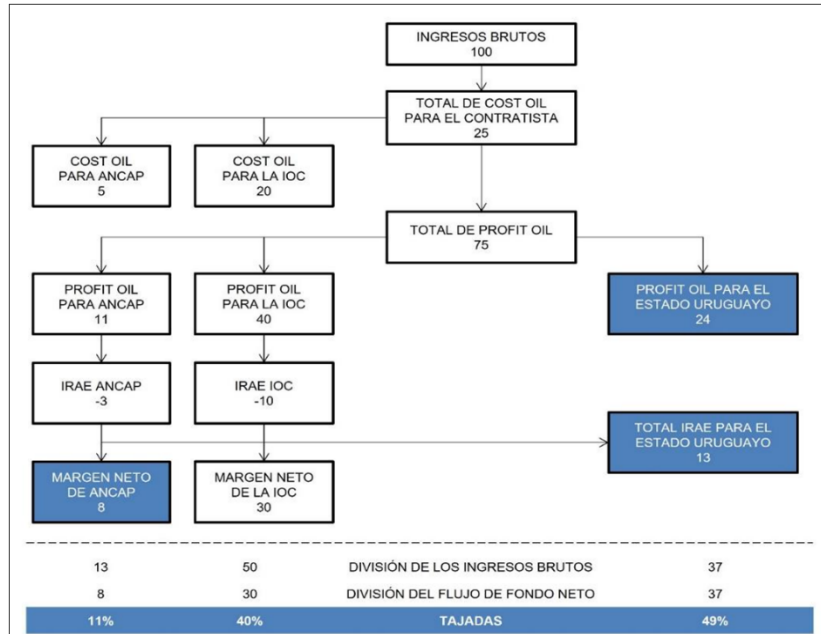 INGRESOS BRUTOS
100
TOTAL DE COST OIL
PARA EL CONTRATISTA
25
COST OIL
PARA ANCAP
5
COST OIL
PARA LA IOC
20
TOTAL DE PROFIT OIL
75
PROFIT OIL
PARA ANCAP
11
PROFIT OIL
PARA LA IOC
40
PROFIT OIL PARA EL
ESTADO URUGUAYO
24
IRAE ANCAP
-3
IRAE IOC
-10
TOTAL IRAE PARA EL
ESTADO URUGUAYO
13
MARGEN NETO
DE ANCAP
8
MARGEN NETO
DE LA IOC
30
13 50 DIVISIÓN DE LOS INGRESOS BRUTOS 37
8 30 DIVISIÓN DEL FLUJO DE FONDO NETO 37
11% 40% TAJADAS 49%